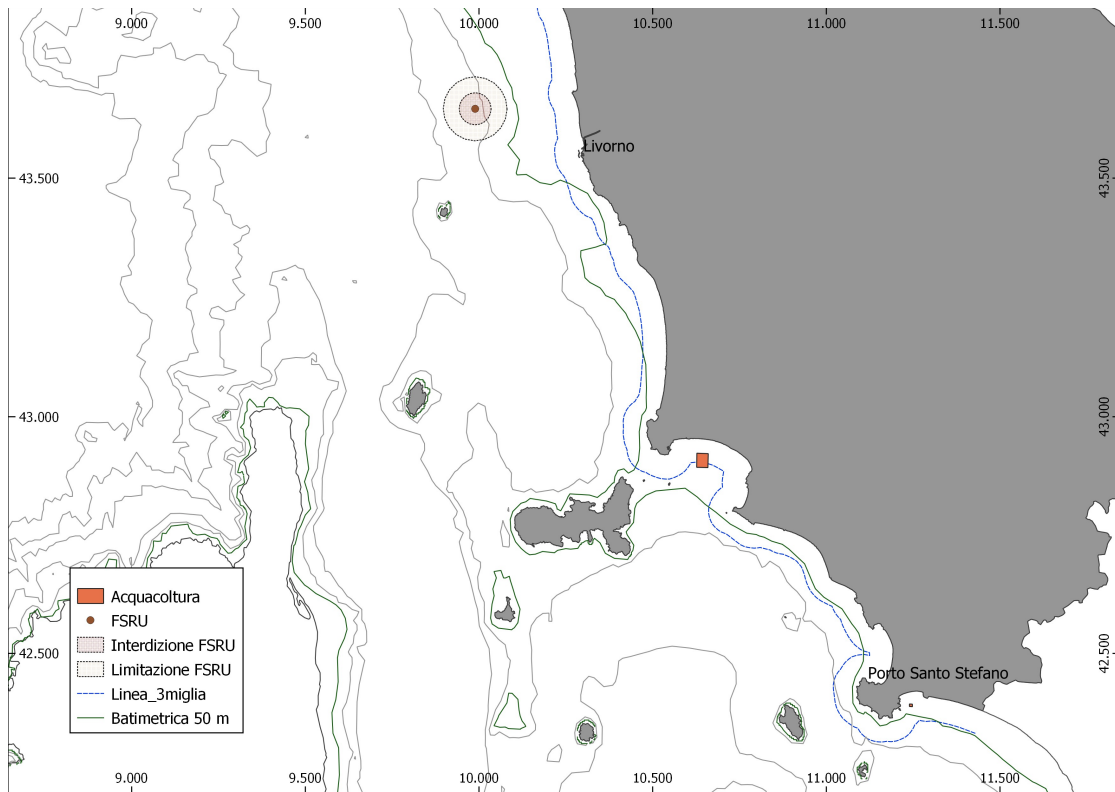 9.000 9.500 10.000 10.500 11.000 11.500
Livorno
43.500 43.500
43.000 43.000
42.500 42.500
Porto Santo Stefano
Acquacoltura
FSRU
Interdizione FSRU
Limitazione FSRU
Linea_3miglia
Batimetrica 50 m
9.000 9.500 10.000 10.500 11.000 11.500